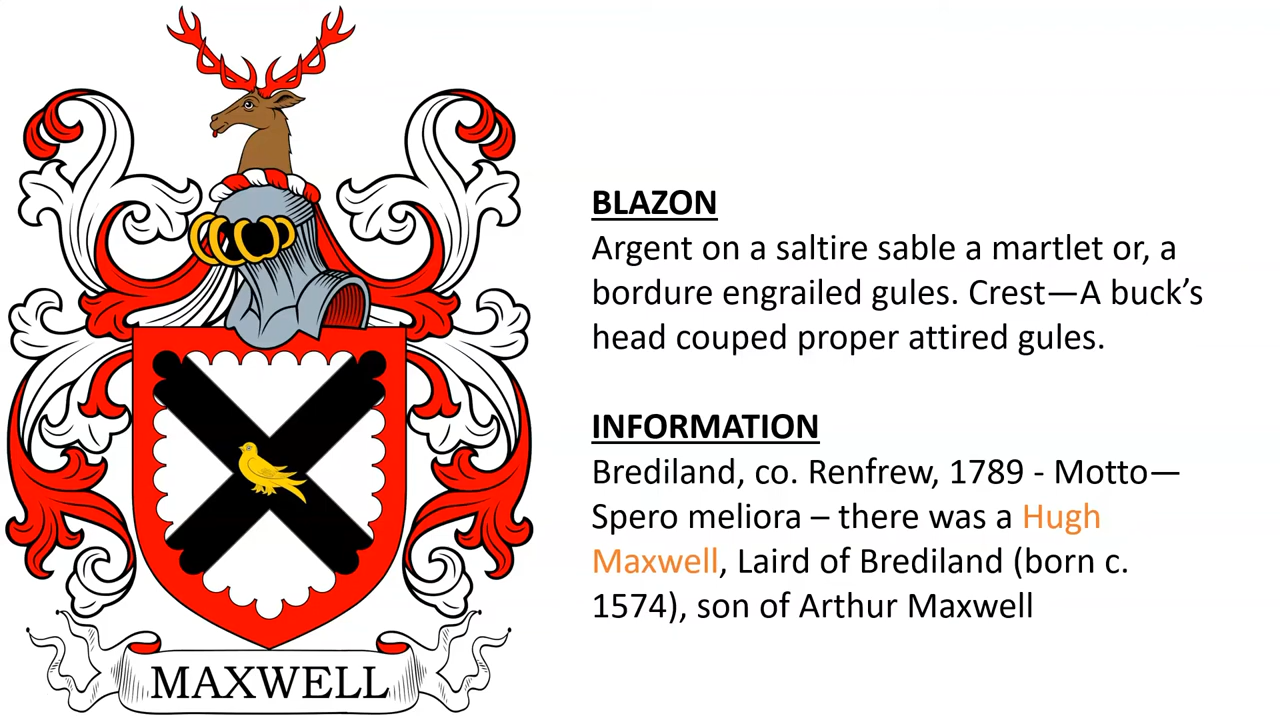 BLAZON
Argent on a saltire sable a martlet or, a
bordure engrailed gules. Crest—A buck’s
head couped proper attired gules.
INFORMATION
Brediland, co. Renfrew, 1789 - Motto—
Spero meliora – there was a Hugh
Maxwell, Laird of Brediland (born c.
1574), son of Arthur Maxwell
MAXWELL